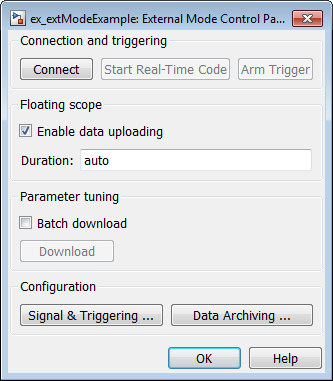 ex_extModeExample: External Mode Control Pa...
Connection and triggering
Connect Start Real-Time Code Arm Trigger
Floating scope
Enable data uploading
Duration: auto
Parameter tuning
Batch download
Download
Configuration
Signal & Triggering ... Data Archiving ...
OK Help